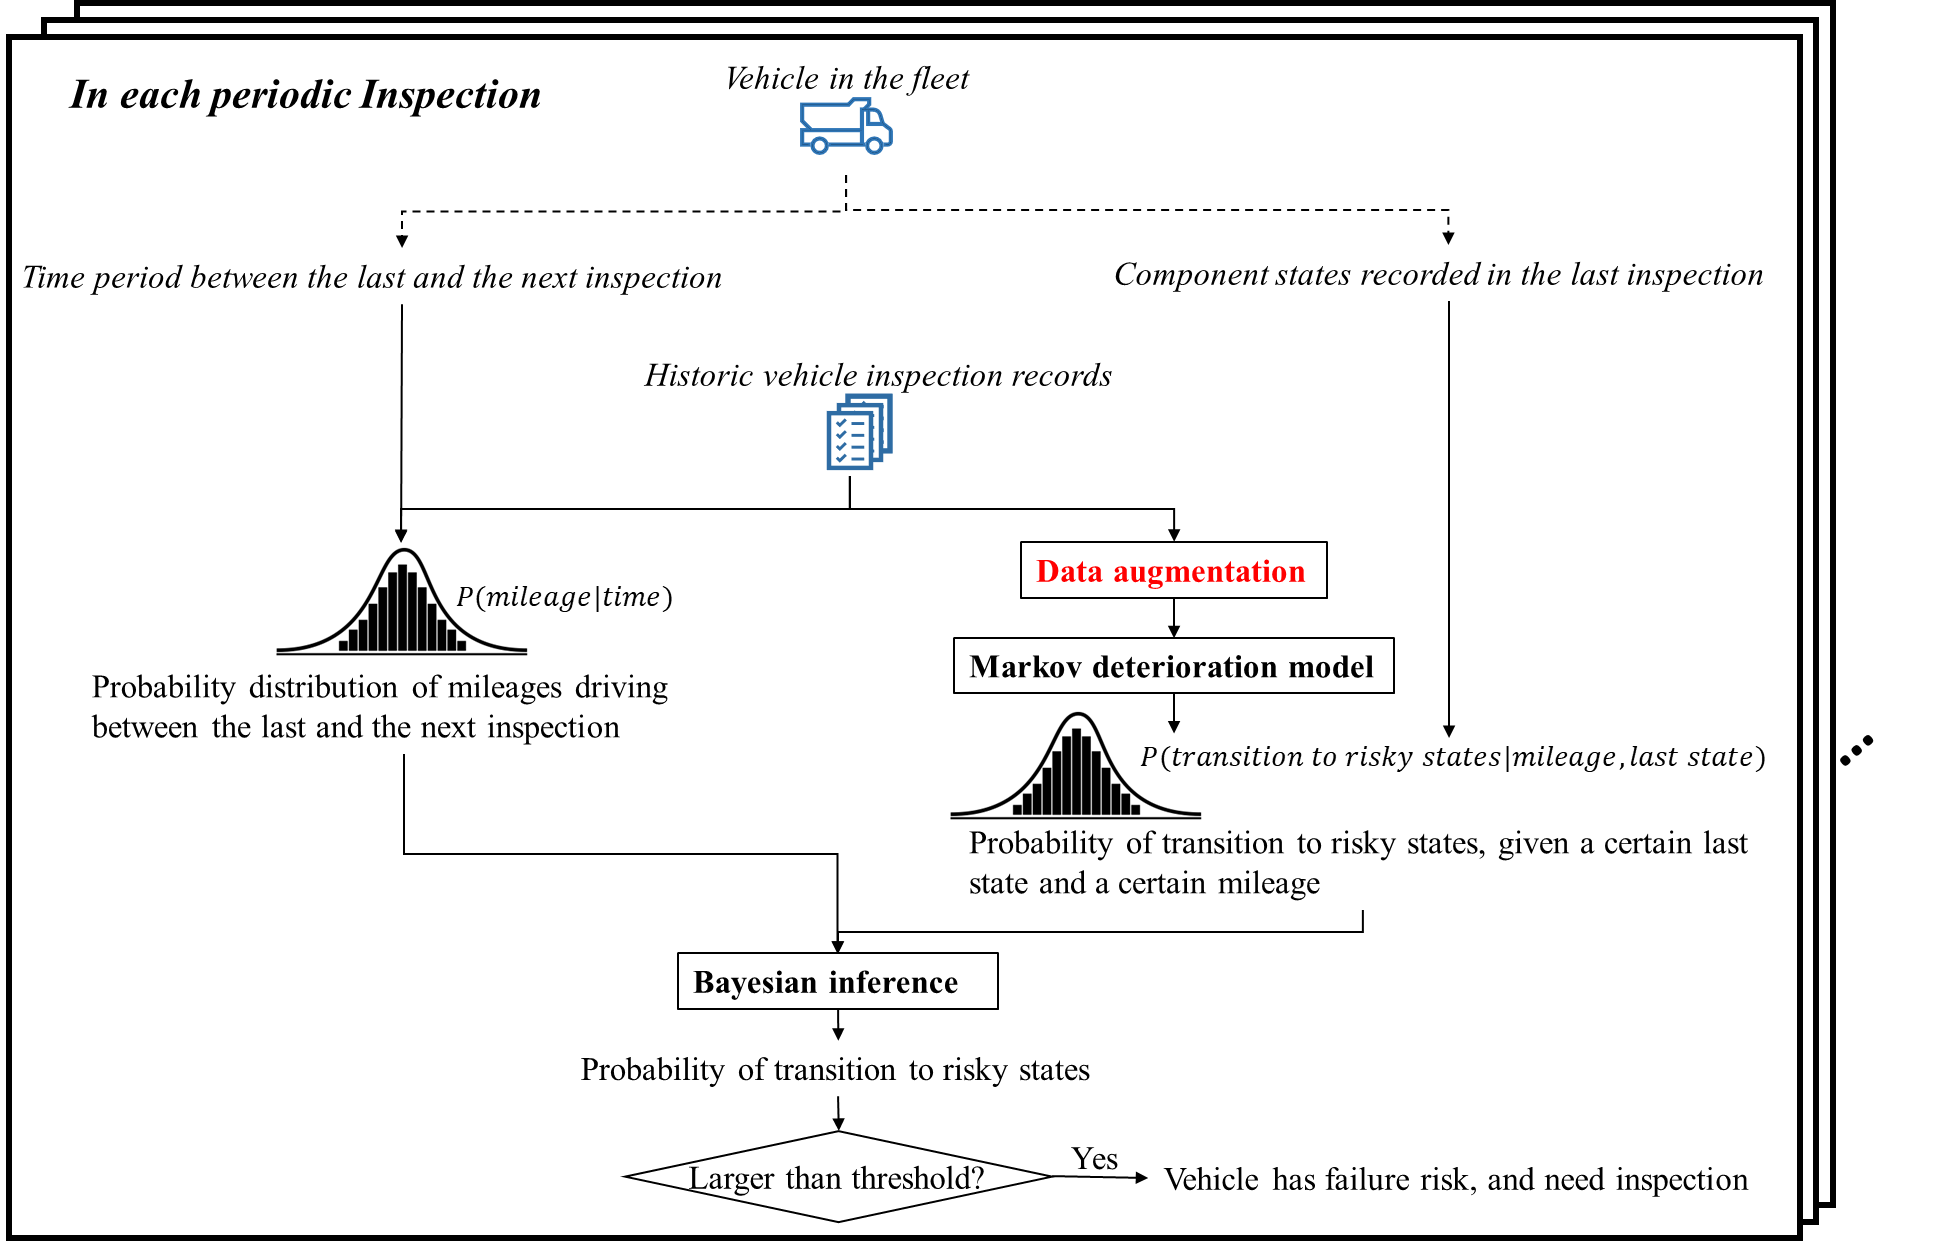 In each periodic Inspection
Vehicle in the fleet
Time period between the last and the next inspection
Component states recorded in the last inspection
Historic vehicle inspection records
Data augmentation
P(mileage|time)
Markov deterioration model
Probability distribution of mileages driving
between the last and the next inspection
P(transition to risky states|mileage, last state)
Probability of transition to risky states, given a certain last
state and a certain mileage
Bayesian inference
Probability of transition to risky states
Larger than threshold?
Yes
Vehicle has failure risk, and need inspection